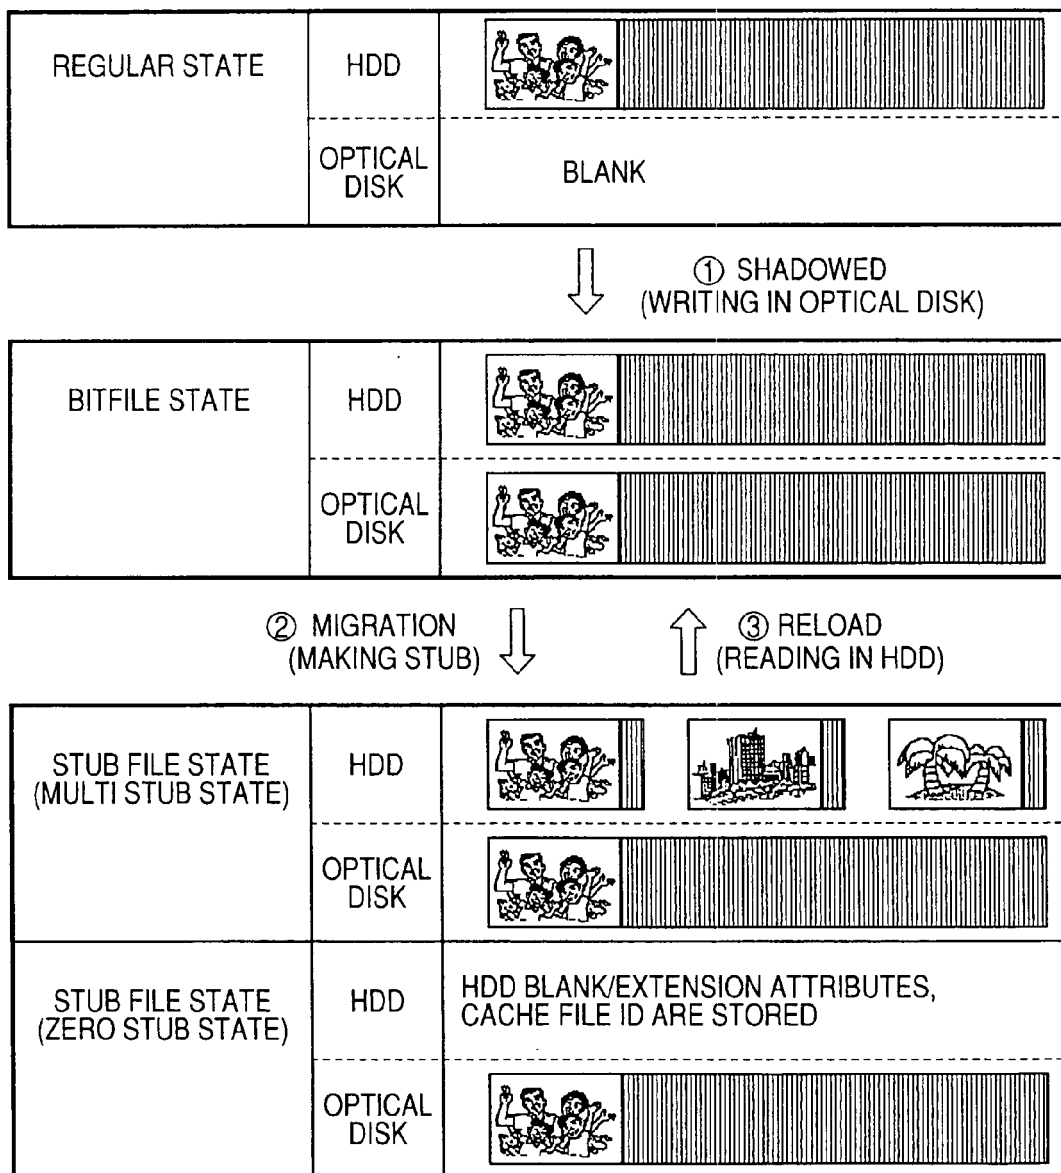 REGULAR STATE
HDD
OPTICAL
DISK
BLANK
① SHADOWED
(WRITING IN OPTICAL DISK)
BITFILE STATE
HDD
OPTICAL
DISK
② MIGRATION
(MAKING STUB)
③ RELOAD
(READING IN HDD)
STUB FILE STATE
(MULTI STUB STATE)
HDD
OPTICAL
DISK
STUB FILE STATE
(ZERO STUB STATE)
HDD
HDD BLANK/EXTENSION ATTRIBUTES,
CACHE FILE ID ARE STORED
OPTICAL
DISK